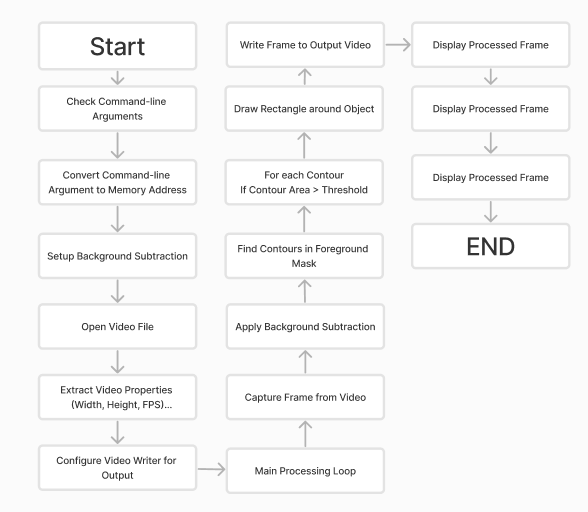 Start
Check Command-line
Arguments
Convert Command-line
Argument to Memory Address
Setup Background Subtraction
Open Video File
Extract Video Properties
(Width, Height, FPS)...
Configure Video Writer for
Output
Main Processing Loop
Capture Frame from Video
Apply Background Subtraction
Find Contours in Foreground
Mask
For each Contour
If Contour Area > Threshold
Draw Rectangle around Object
Write Frame to Output Video
Display Processed Frame
Display Processed Frame
Display Processed Frame
END